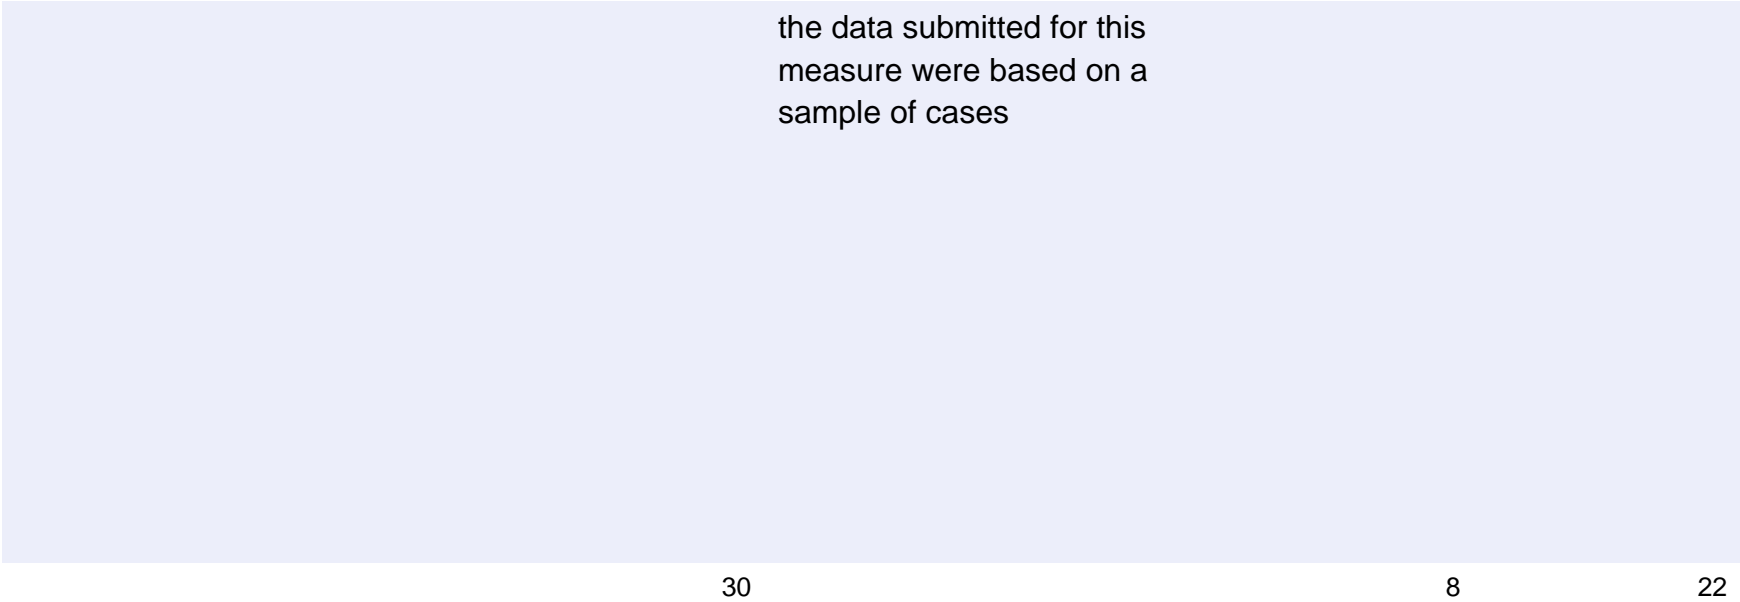 the data submitted for this
measure were based on a
sample of cases
30 8 22